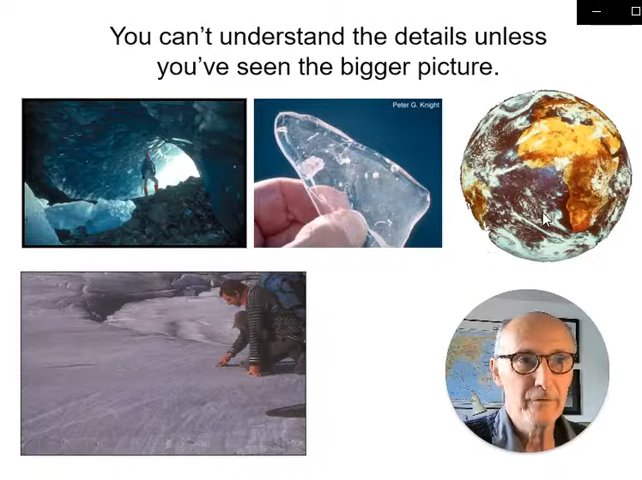 You can’t understand the details unless
you’ve seen the bigger picture.
Peter G. Knight